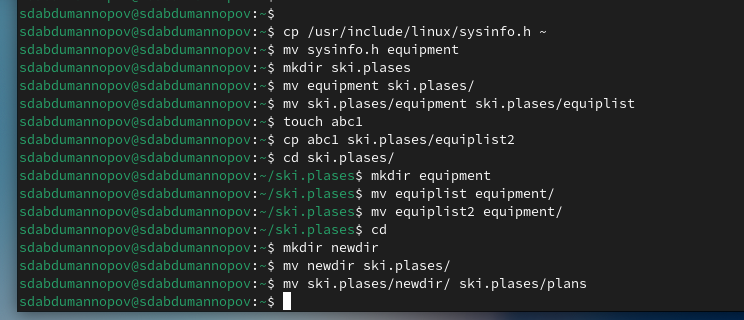 sdabdumannopov@sdabdumannopov:~$
sdabdumannopov@sdabdumannopov:~$ cp /usr/include/linux/sysinfo.h ~
sdabdumannopov@sdabdumannopov:~$ mv sysinfo.h equipment
sdabdumannopov@sdabdumannopov:~$ mkdir ski.plases
sdabdumannopov@sdabdumannopov:~$ mv equipment ski.plases/
sdabdumannopov@sdabdumannopov:~$ mv ski.plases/equipment ski.plases/equiplist
sdabdumannopov@sdabdumannopov:~$ touch abc1
sdabdumannopov@sdabdumannopov:~$ cp abc1 ski.plases/equiplist2
sdabdumannopov@sdabdumannopov:~$ cd ski.plases/
sdabdumannopov@sdabdumannopov:~/ski.plases$ mkdir equipment
sdabdumannopov@sdabdumannopov:~/ski.plases$ mv equiplist equipment/
sdabdumannopov@sdabdumannopov:~/ski.plases$ mv equiplist2 equipment/
sdabdumannopov@sdabdumannopov:~/ski.plases$ cd
sdabdumannopov@sdabdumannopov:~$ mkdir newdir
sdabdumannopov@sdabdumannopov:~$ mv newdir ski.plases/
sdabdumannopov@sdabdumannopov:~$ mv ski.plases/newdir/ ski.plases/plans
sdabdumannopov@sdabdumannopov:~$